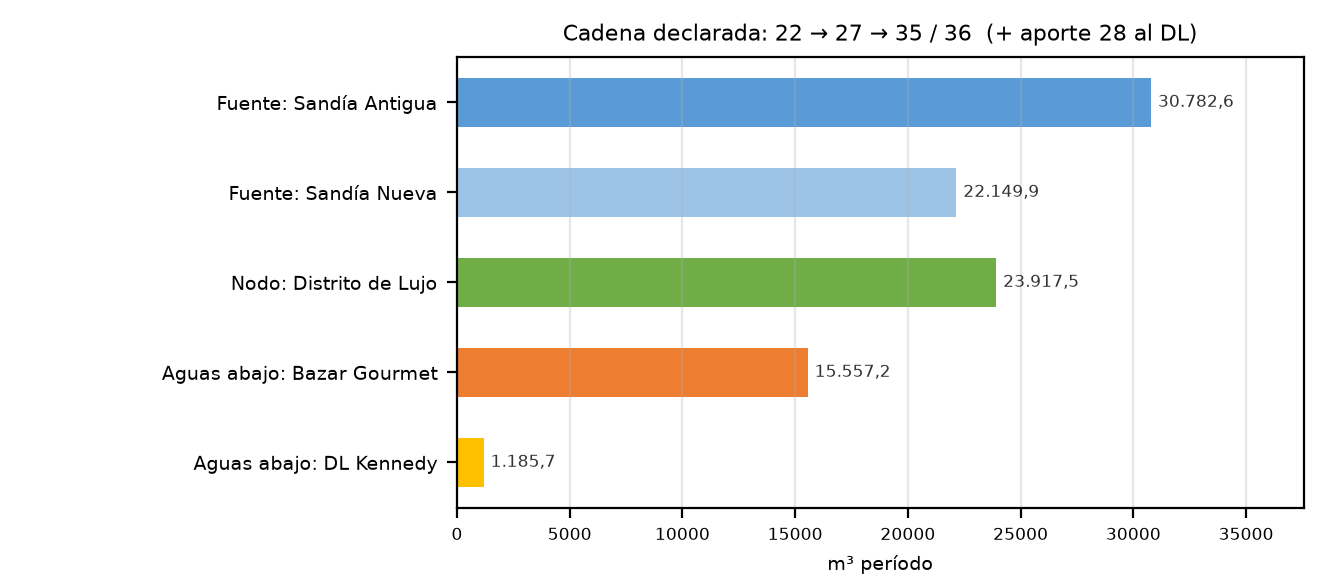 Cadena declarada: 22 → 27 → 35 / 36  (+ aporte 28 al DL)
Fuente: Sandía Antigua
30.782,6
Fuente: Sandía Nueva
22.149,9
Nodo: Distrito de Lujo
23.917,5
Aguas abajo: Bazar Gourmet
15.557,2
Aguas abajo: DL Kennedy
1.185,7
0 5000 10000 15000 20000 25000 30000 35000
m³ período